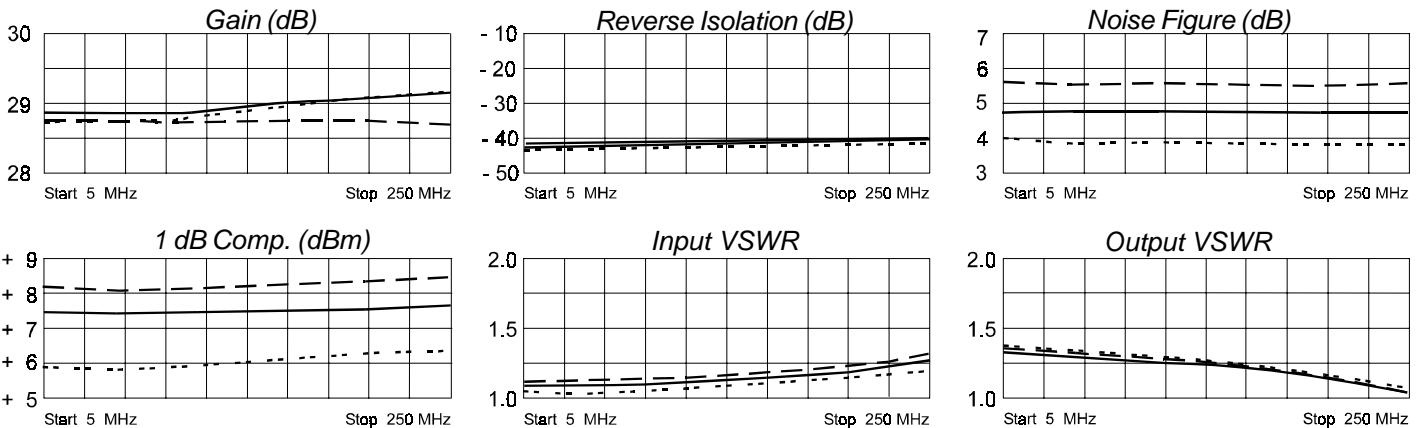 Gain (dB)
30
29
28
Start 5 MHz
Stop 250 MHz
Reverse Isolation (dB)
- 10
- 20
- 30
- 40
- 50
Start 5 MHz
Stop 250 MHz
Noise Figure (dB)
7
6
5
4
3
Start 5 MHz
Stop 250 MHz
1 dB Comp. (dBm)
+ 9
+ 8
+ 7
+ 6
+ 5
Start 5 MHz
Stop 250 MHz
Input VSWR
2.0
1.5
1.0
Start 5 MHz
Stop 250 MHz
Output VSWR
2.0
1.5
1.0
Start 5 MHz
Stop 250 MHz